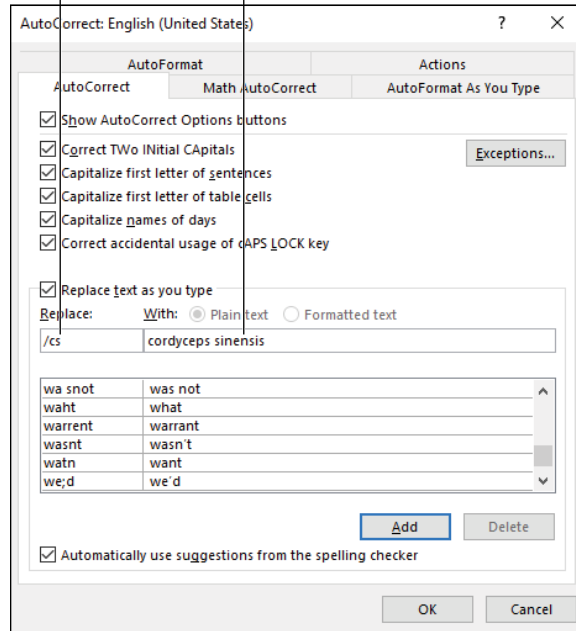 AutoCorrect: English (United States) ? ×
AutoFormat Actions
AutoCorrect Math AutoCorrect AutoFormat As You Type
Show AutoCorrect Options buttons
Correct TWo INitial CApitals Exceptions...
Capitalize first letter of sentences
Capitalize first letter of table cells
Capitalize names of days
Correct accidental usage of cAPS LOCK key
Replace text as you type
Replace: With: Plain text Formatted text
/cs cordyceps sinensis
wa snot was not
waht what
warrent warrant
wasnt wasn't
watn want
we;d we'd
Add Delete
Automatically use suggestions from the spelling checker
OK Cancel